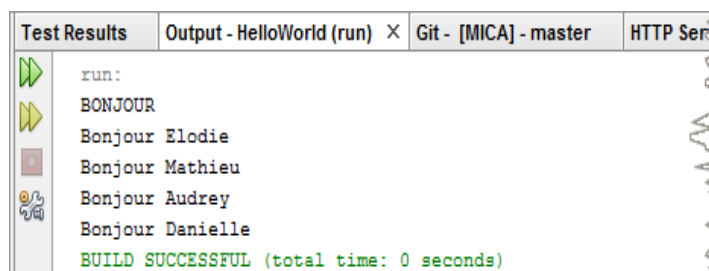 Test Results Output - HelloWorld (run) X Git - [MICA] - master HTTP Ser
run:
BONJOUR
Bonjour Elodie
Bonjour Mathieu
Bonjour Audrey
Bonjour Danielle
BUILD SUCCESSFUL (total time: 0 seconds)